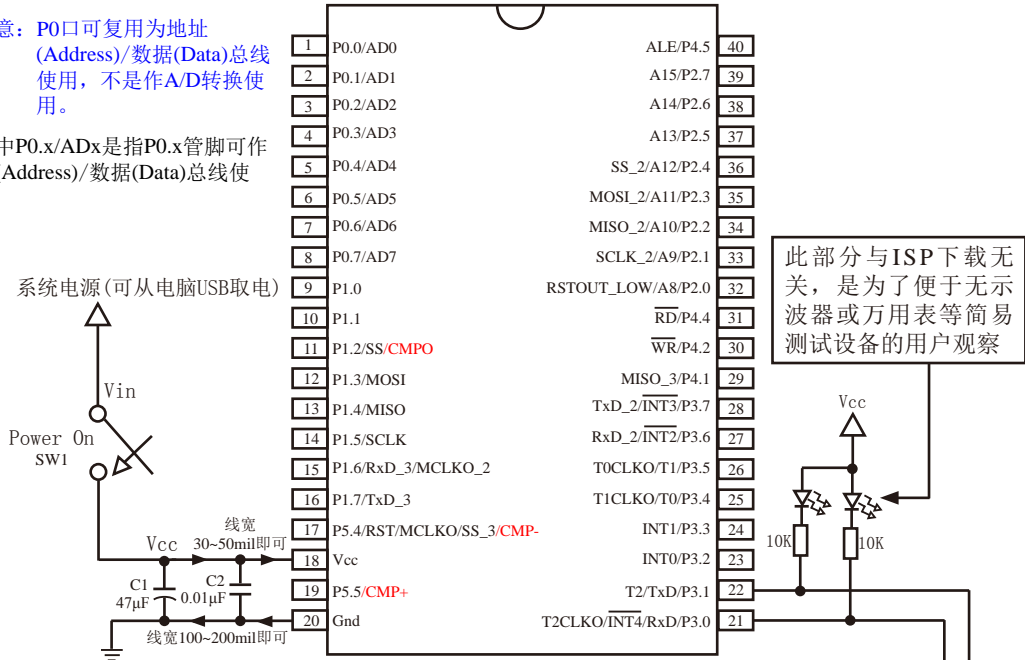 意：P0口可复用为地址
(Address)/数据(Data)总线
使用，不是作A/D转换使
用。
中P0.x/ADx是指P0.x管脚可作
(Address)/数据(Data)总线使
系统电源(可从电脑USB取电)
Vin
Power On
SW1
Vcc
线宽
30~50mil即可
C1
47μF
C2
0.01μF
线宽100~200mil即可
1 P0.0/AD0
2 P0.1/AD1
3 P0.2/AD2
4 P0.3/AD3
5 P0.4/AD4
6 P0.5/AD5
7 P0.6/AD6
8 P0.7/AD7
9 P1.0
10 P1.1
11 P1.2/SS/CMPO
12 P1.3/MOSI
13 P1.4/MISO
14 P1.5/SCLK
15 P1.6/RxD_3/MCLKO_2
16 P1.7/TxD_3
17 P5.4/RST/MCLKO/SS_3/CMP-
18 Vcc
19 P5.5/CMP+
20 Gnd
ALE/P4.5 40
A15/P2.7 39
A14/P2.6 38
A13/P2.5 37
SS_2/A12/P2.4 36
MOSI_2/A11/P2.3 35
MISO_2/A10/P2.2 34
SCLK_2/A9/P2.1 33
RSTOUT_LOW/A8/P2.0 32
RD/P4.4 31
WR/P4.2 30
MISO_3/P4.1 29
TxD_2/INT3/P3.7 28
RxD_2/INT2/P3.6 27
T0CLKO/T1/P3.5 26
T1CLKO/T0/P3.4 25
INT1/P3.3 24
INT0/P3.2 23
T2/TxD/P3.1 22
T2CLKO/INT4/RxD/P3.0 21
此部分与ISP下载无
关，是为了便于无示
波器或万用表等简易
测试设备的用户观察
Vcc
10K
10K